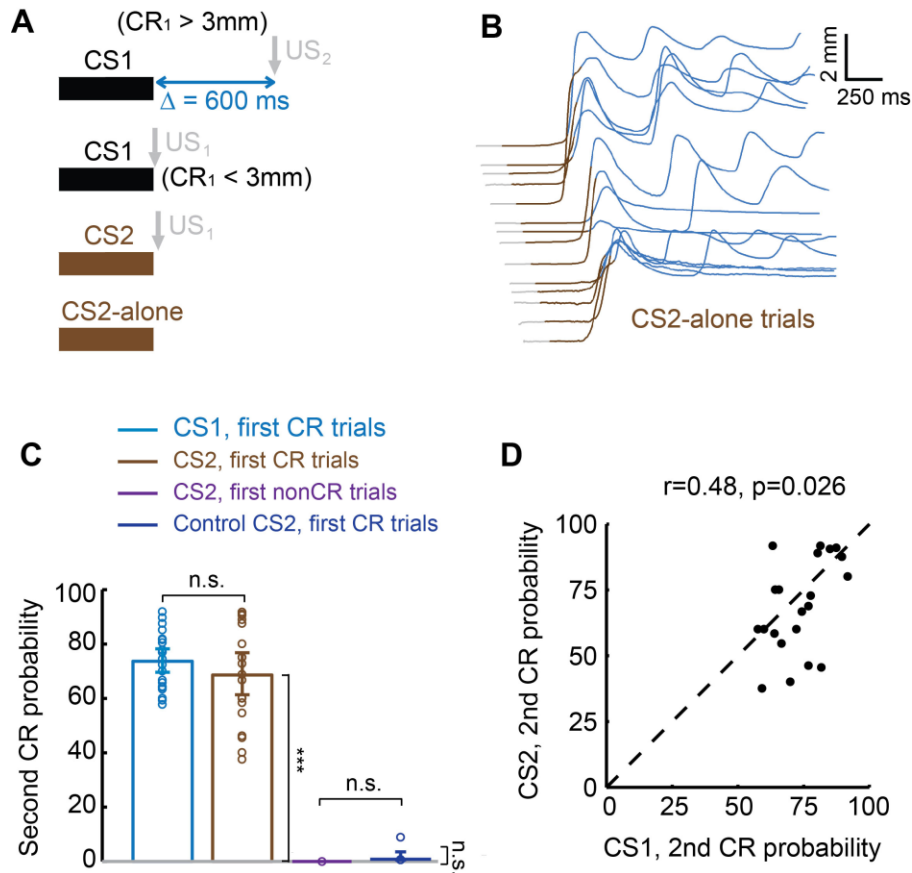 A
(CR₁ > 3mm)
CS1
US₂
Δ = 600 ms
CS1
US₁
(CR₁ < 3mm)
CS2
US₁
CS2-alone
B
2 mm
250 ms
CS2-alone trials
C
CS1, first CR trials
CS2, first CR trials
CS2, first nonCR trials
Control CS2, first CR trials
Second CR probability
100
80
60
40
20
0
n.s.
***
n.s.
n.s.
D
r=0.48, p=0.026
CS2, 2nd CR probability
100
75
50
25
0
0 25 50 75 100
CS1, 2nd CR probability